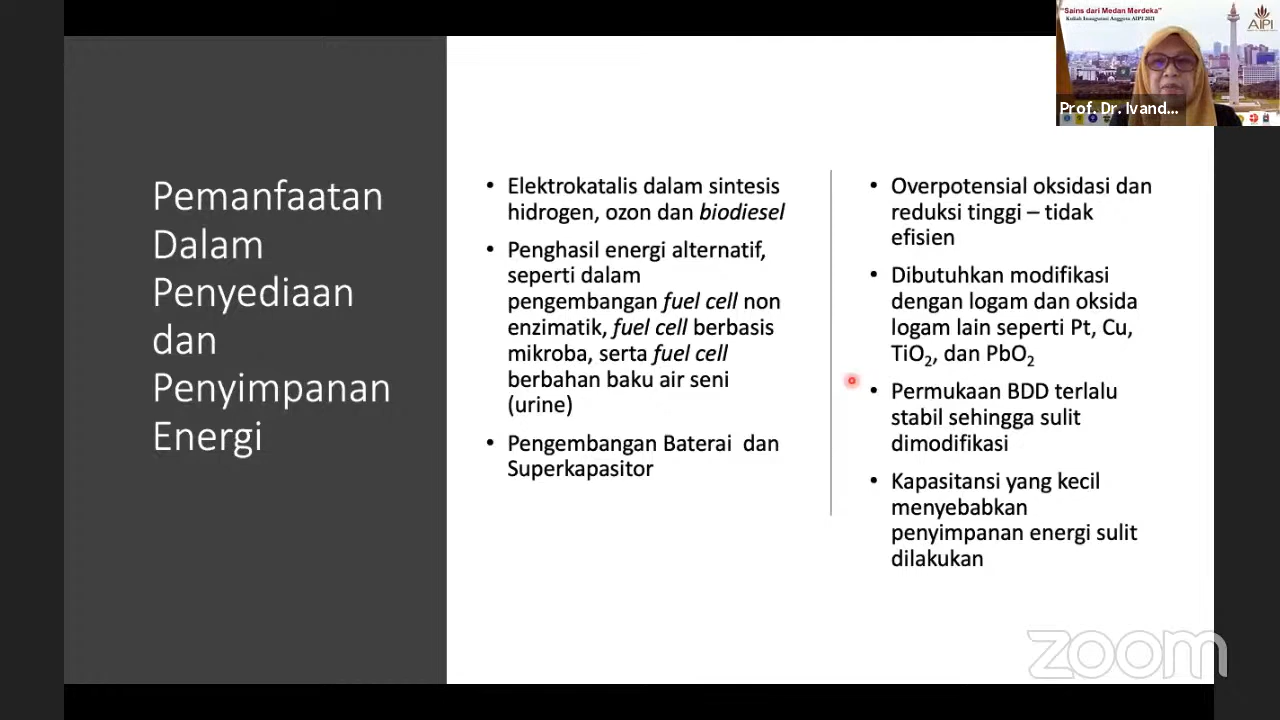 Pemanfaatan
Dalam
Penyediaan
dan
Penyimpanan
Energi
• Elektrokatalis dalam sintesis
hidrogen, ozon dan biodiesel
• Penghasil energi alternatif,
seperti dalam
pengembangan fuel cell non
enzimatik, fuel cell berbasis
mikroba, serta fuel cell
berbahan baku air seni
(urine)
• Pengembangan Baterai dan
Superkapasitor
• Overpotensial oksidasi dan
reduksi tinggi – tidak
efisien
• Dibutuhkan modifikasi
dengan logam dan oksida
logam lain seperti Pt, Cu,
TiO₂, dan PbO₂
• Permukaan BDD terlalu
stabil sehingga sulit
dimodifikasi
• Kapasitansi yang kecil
menyebabkan
penyimpanan energi sulit
dilakukan
"Sains dari Medan Merdeka"
Kuliah Inaugurasi Anggota AIPI 2021
AIPI
Prof. Dr. Ivand...
zoom